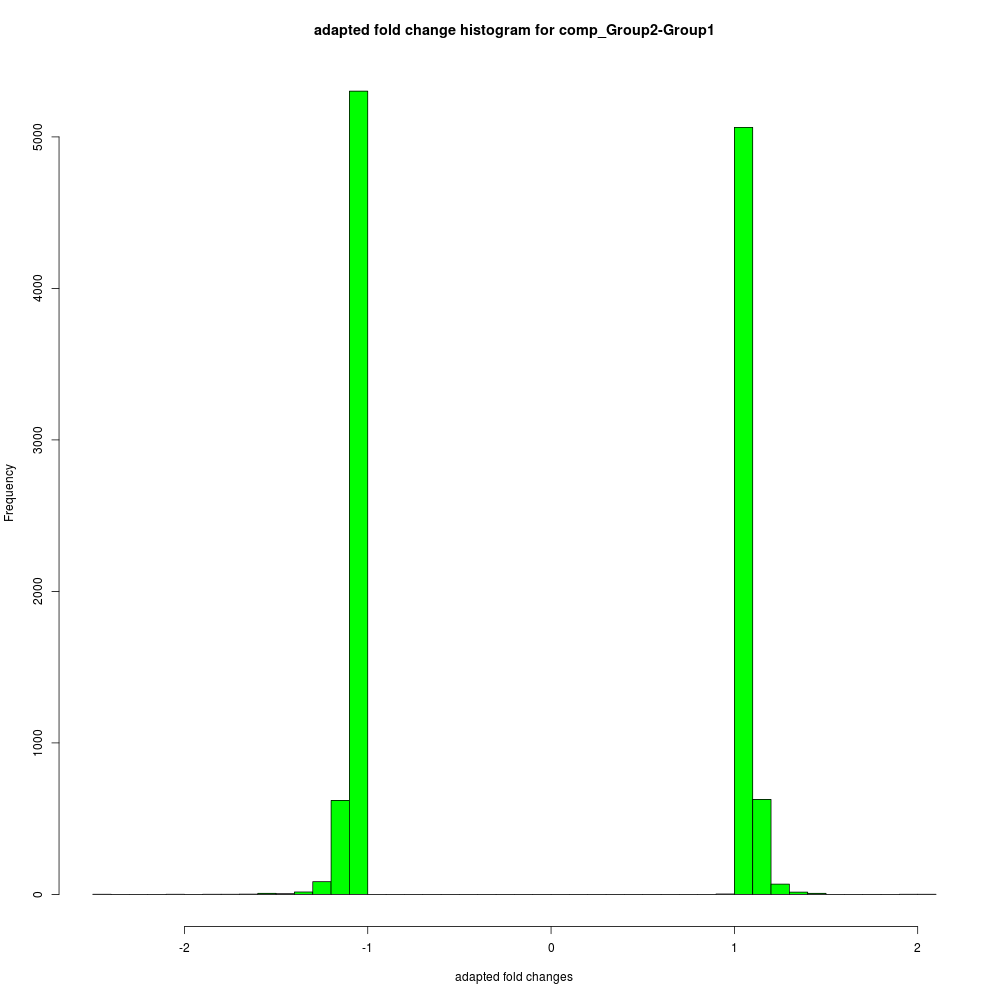 adapted fold change histogram for comp_Group2-Group1
Frequency
5000
4000
3000
2000
1000
0
-2 -1 0 1 2
adapted fold changes